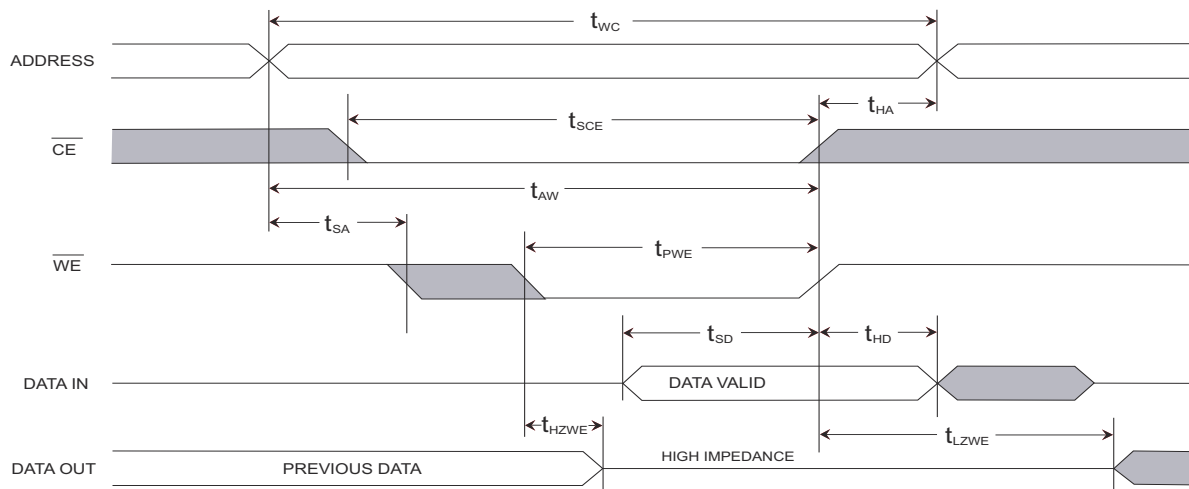 tWC
ADDRESS
tHA
tSCE
CE
tAW
tSA
tPWE
WE
tSD
tHD
DATA IN
DATA VALID
tHZWE
tLZWE
DATA OUT
PREVIOUS DATA
HIGH IMPEDANCE